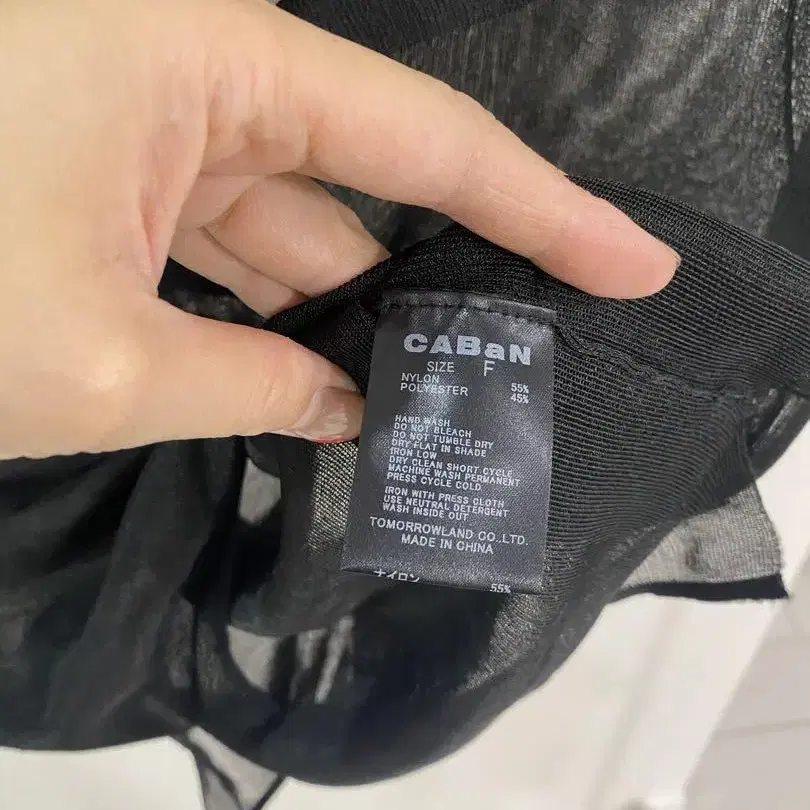 CABaN
SIZE F
NYLON 55%
POLYESTER 45%
HAND WASH
DO NOT BLEACH
DO NOT TUMBLE DRY
DRY FLAT IN SHADE
IRON LOW
DRY CLEAN SHORT CYCLE
MACHINE WASH PERMANENT
PRESS CYCLE COLD
IRON WITH PRESS CLOTH
USE NEUTRAL DETERGENT
WASH INSIDE OUT
TOMORROWLAND CO.,LTD.
MADE IN CHINA
ナイロン 55%